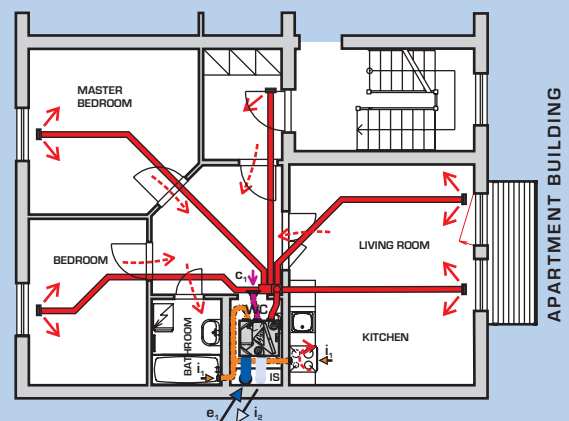 MASTER
BEDROOM
BEDROOM
LIVING ROOM
C₁
WC
BATHROOM
KITCHEN
i₁
i₁
IS
e₁
i₂
APARTMENT BUILDING